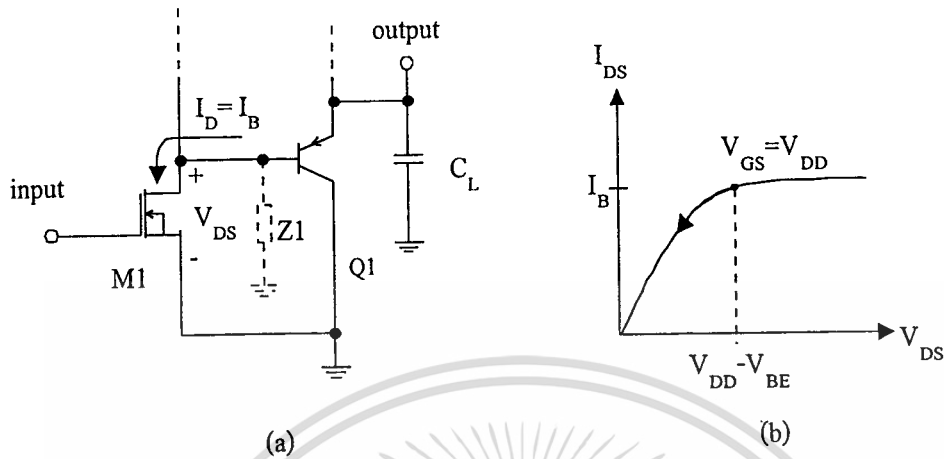 output
I_D = I_B
input
+
V_DS
-
Z1
C_L
M1
Q1
(a)
I_DS
V_GS = V_DD
I_B
V_DS
V_DD - V_BE
(b)